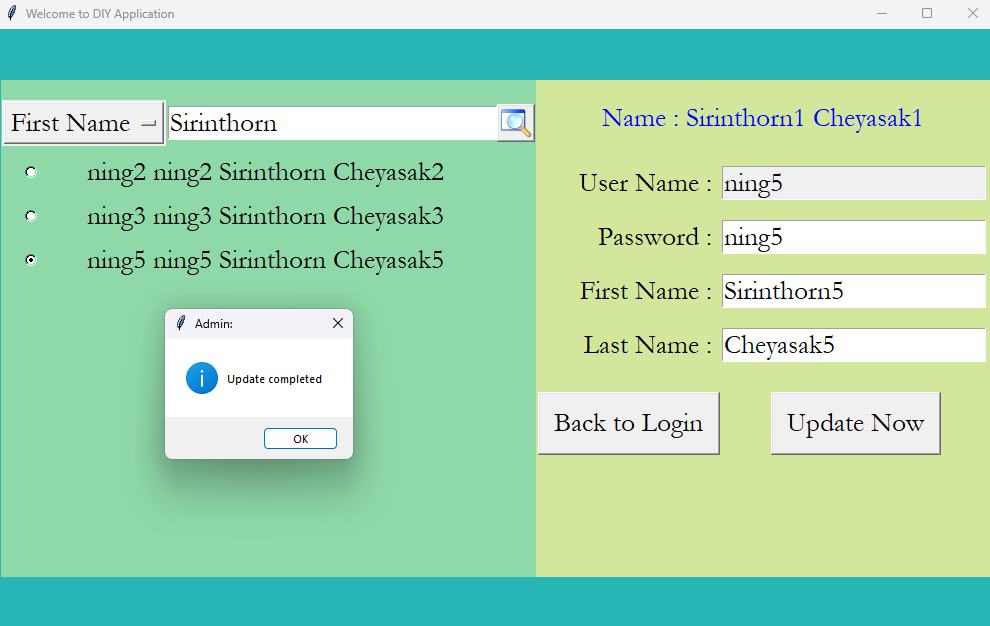 Welcome to DIY Application
First Name
Sirinthorn
ning2 ning2 Sirinthorn Cheyasak2
ning3 ning3 Sirinthorn Cheyasak3
ning5 ning5 Sirinthorn Cheyasak5
Admin:
Update completed
OK
Name : Sirinthorn1 Cheyasak1
User Name : ning5
Password : ning5
First Name : Sirinthorn5
Last Name : Cheyasak5
Back to Login
Update Now